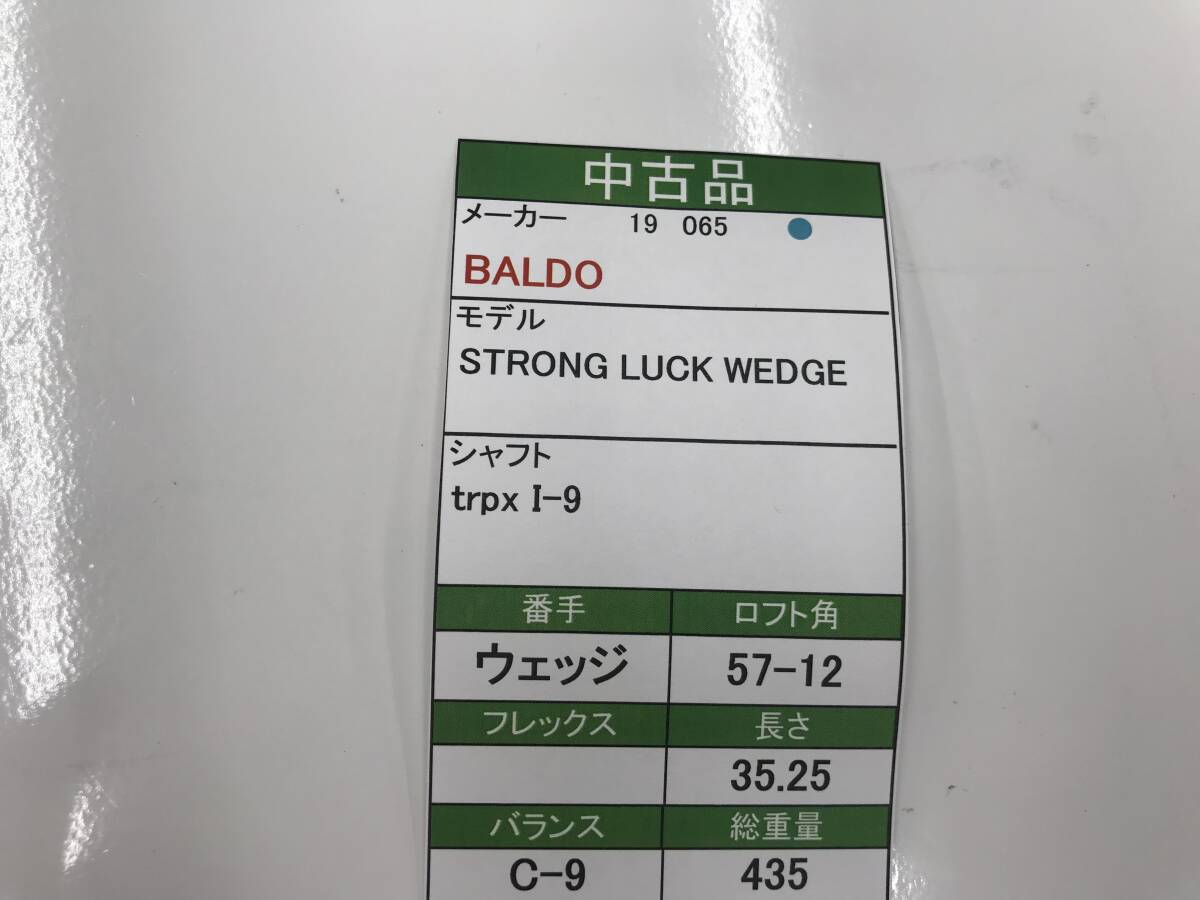 中古品
メーカー 19 065
BALDO
モデル
STRONG LUCK WEDGE
シャフト
trpx I-9
番手 ロフト角
ウェッジ 57-12
フレックス 長さ
35.25
バランス 総重量
C-9 435